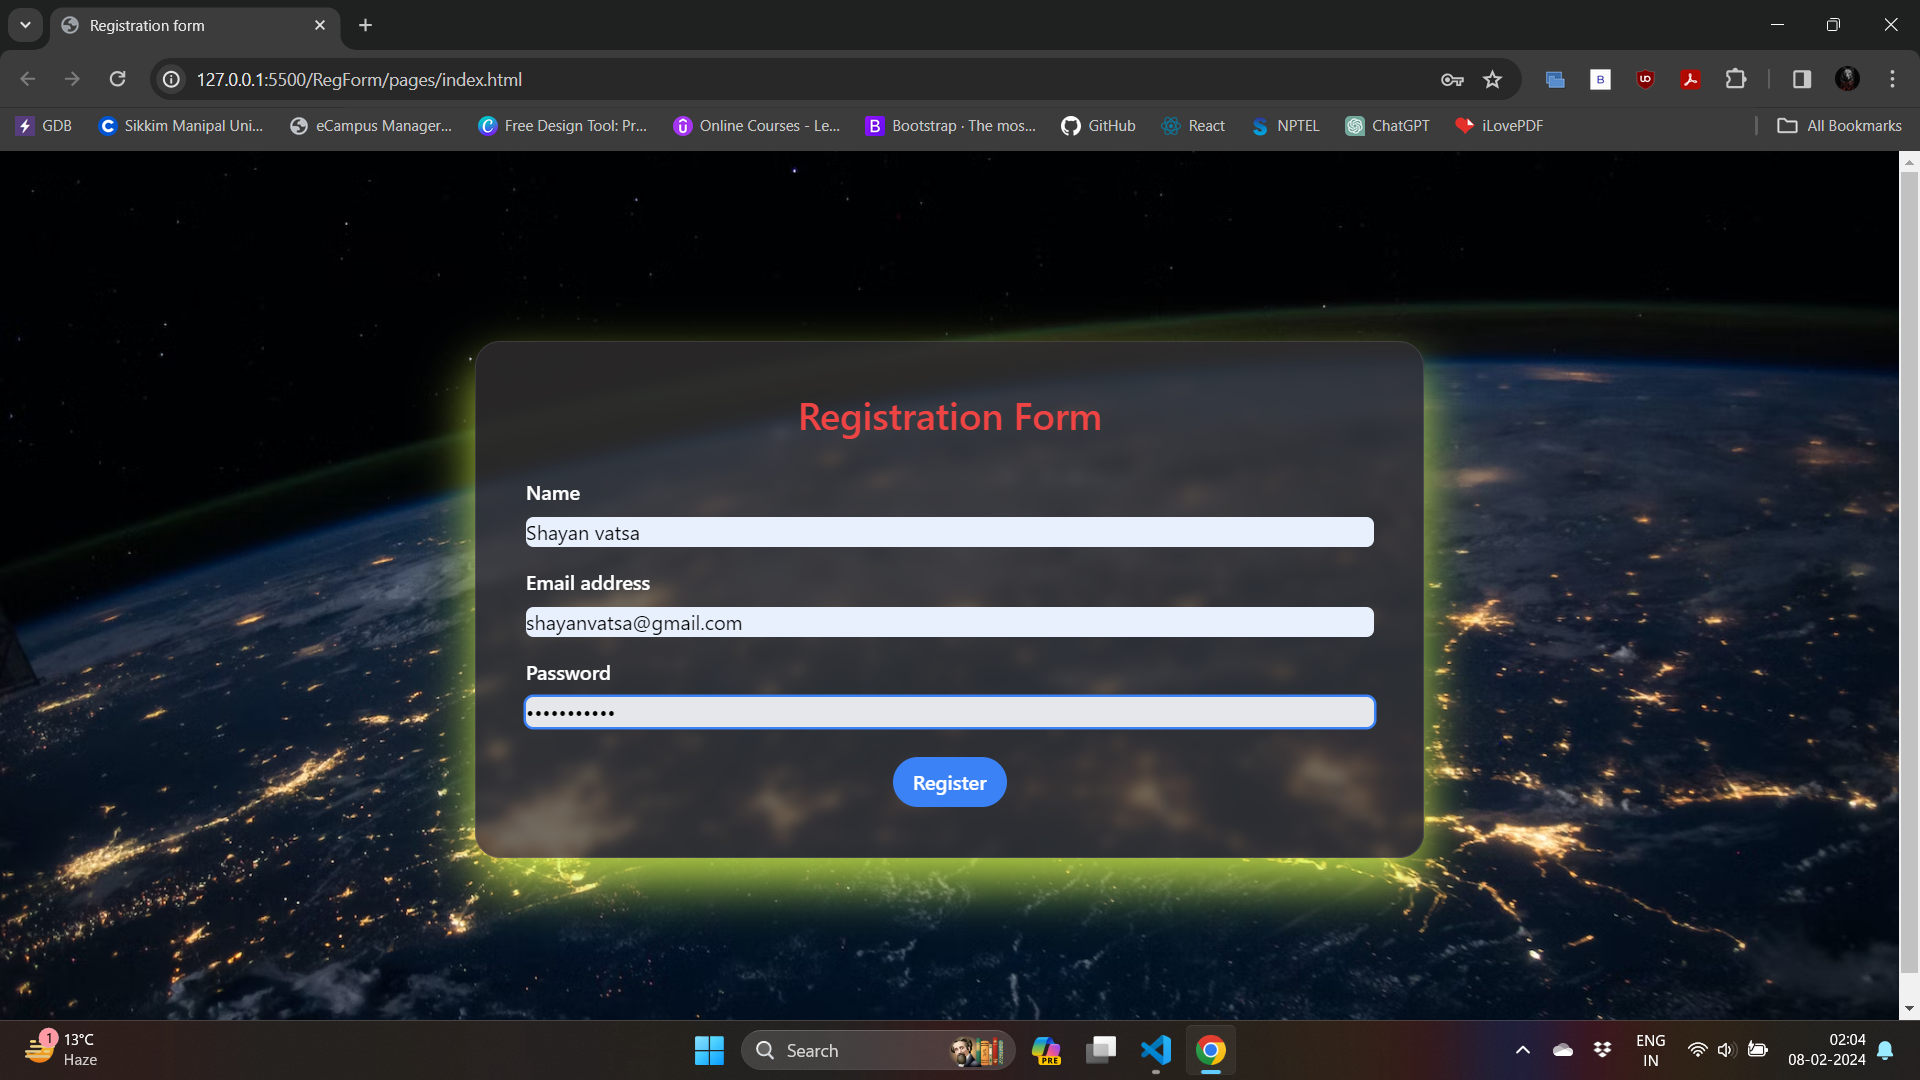 Registration form
127.0.0.1:5500/RegForm/pages/index.html
GDB
Sikkim Manipal Uni...
eCampus Manager...
Free Design Tool: Pr...
Online Courses - Le...
B
Bootstrap · The mos...
GitHub
React
NPTEL
ChatGPT
iLovePDF
All Bookmarks
Registration Form
Name
Shayan vatsa
Email address
shayanvatsa@gmail.com
Password
•••••••••••
Register
1
13°C
Haze
Search
PRE
ENG
IN
02:04
08-02-2024